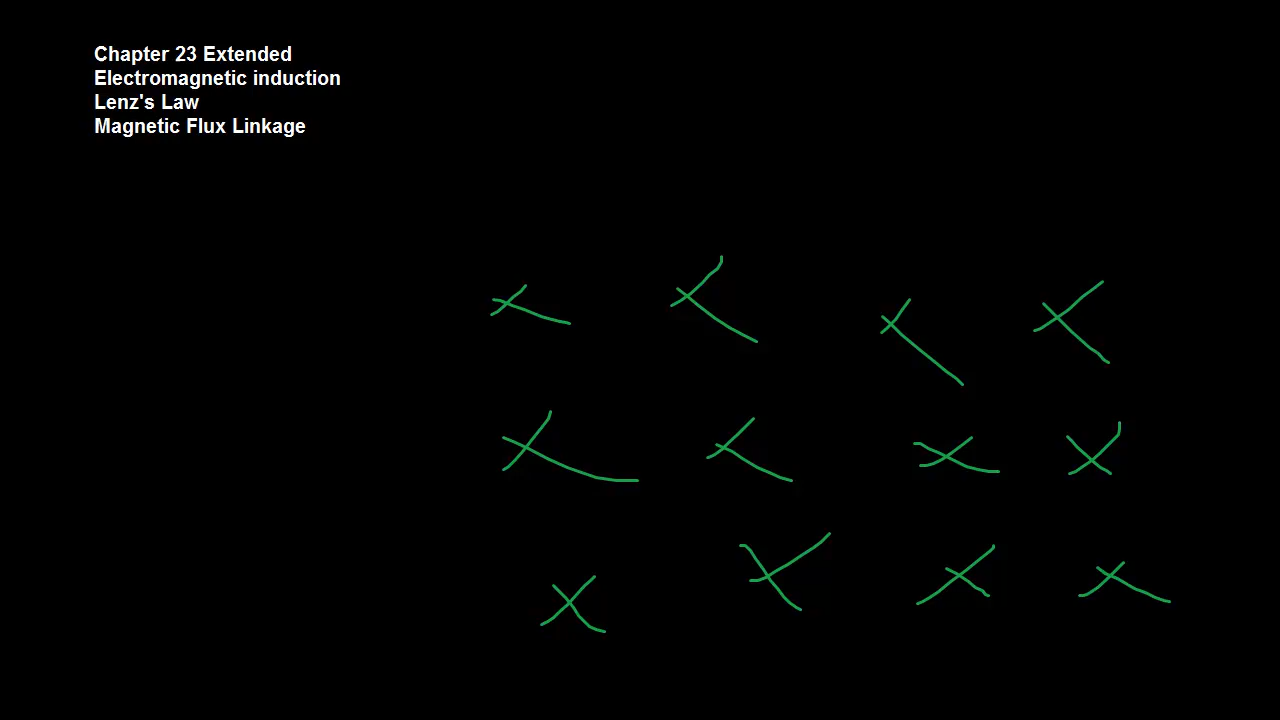 Chapter 23 Extended
Electromagnetic induction
Lenz's Law
Magnetic Flux Linkage